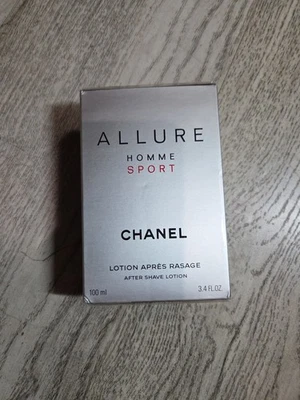 ALLURE
HOMME
SPORT
CHANEL
LOTION APRÈS RASAGE
AFTER SHAVE LOTION
100 ml 3.4 FL.OZ.